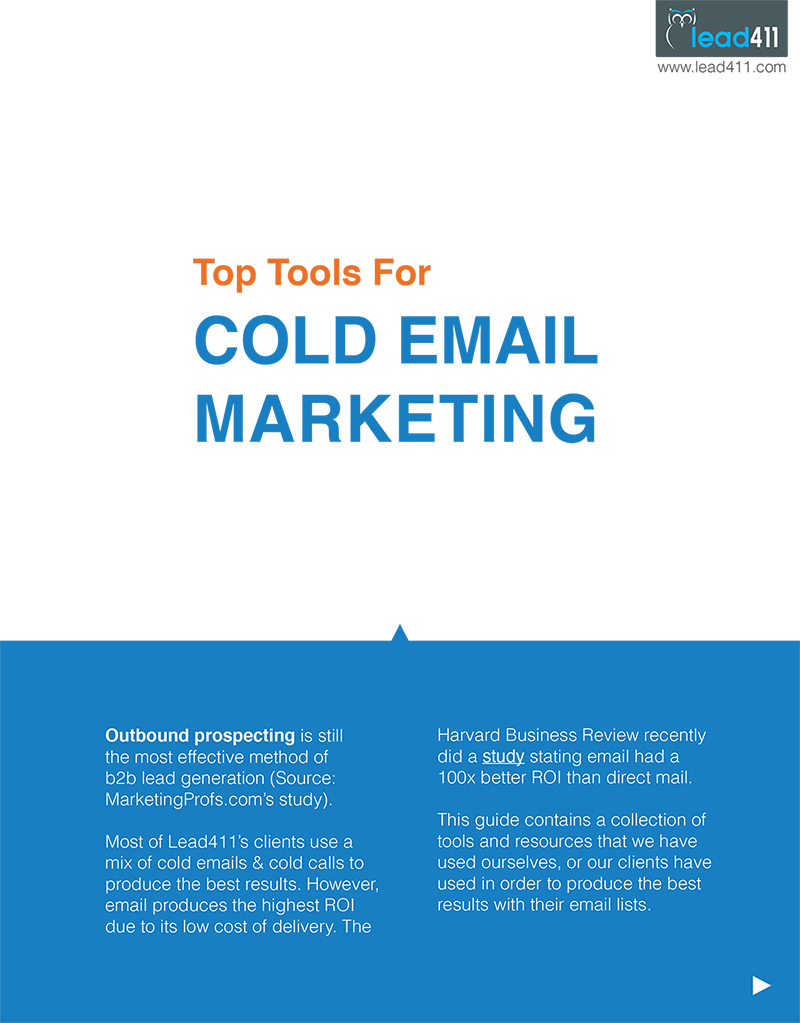 lead411
www.lead411.com
Top Tools For
COLD EMAIL
MARKETING
Outbound prospecting is still
the most effective method of
b2b lead generation (Source:
MarketingProfs.com's study).
Most of Lead411's clients use a
mix of cold emails & cold calls to
produce the best results. However,
email produces the highest ROI
due to its low cost of delivery. The
Harvard Business Review recently
did a study stating email had a
100x better ROI than direct mail.
This guide contains a collection of
tools and resources that we have
used ourselves, or our clients have
used in order to produce the best
results with their email lists.